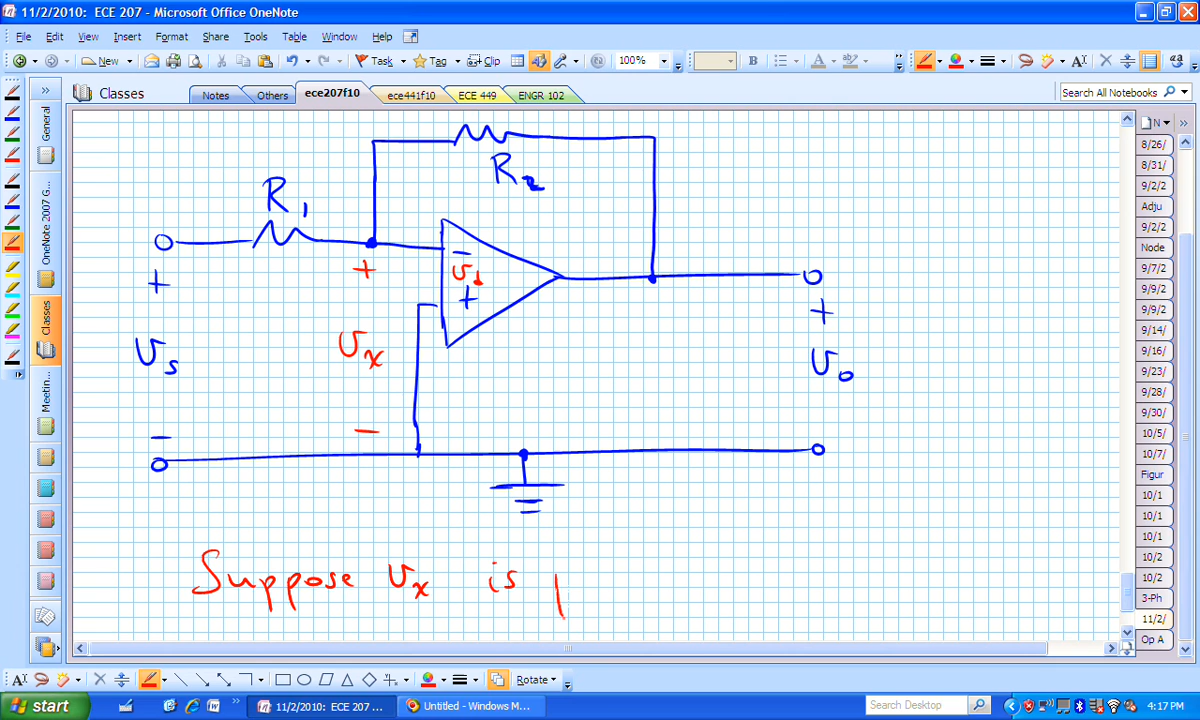 11/2/2010: ECE 207 - Microsoft Office OneNote
File Edit View Insert Format Share Tools Table Window Help
New Task Tag Clip 100% B A ab
Classes Notes Others ece207f10 ece441f10 ECE 449 ENGR 102 Search All Notebooks
General
OneNote 2007 G...
Classes
Meetin...
N
8/26/
8/31/
9/2/2
Adju
9/2/2
Node
9/7/2
9/9/2
9/9/2
9/14/
9/16/
9/23/
9/28/
9/30/
10/5/
10/7/
Figur
10/1
10/1
10/1
10/2
10/2
3-Ph
11/2/
Op A
R2
R1
−
+ + vd
+
+
vs vx vo
− −
Suppose vx is
Rotate
start 11/2/2010: ECE 207 ... Untitled - Windows M... Search Desktop 4:17 PM